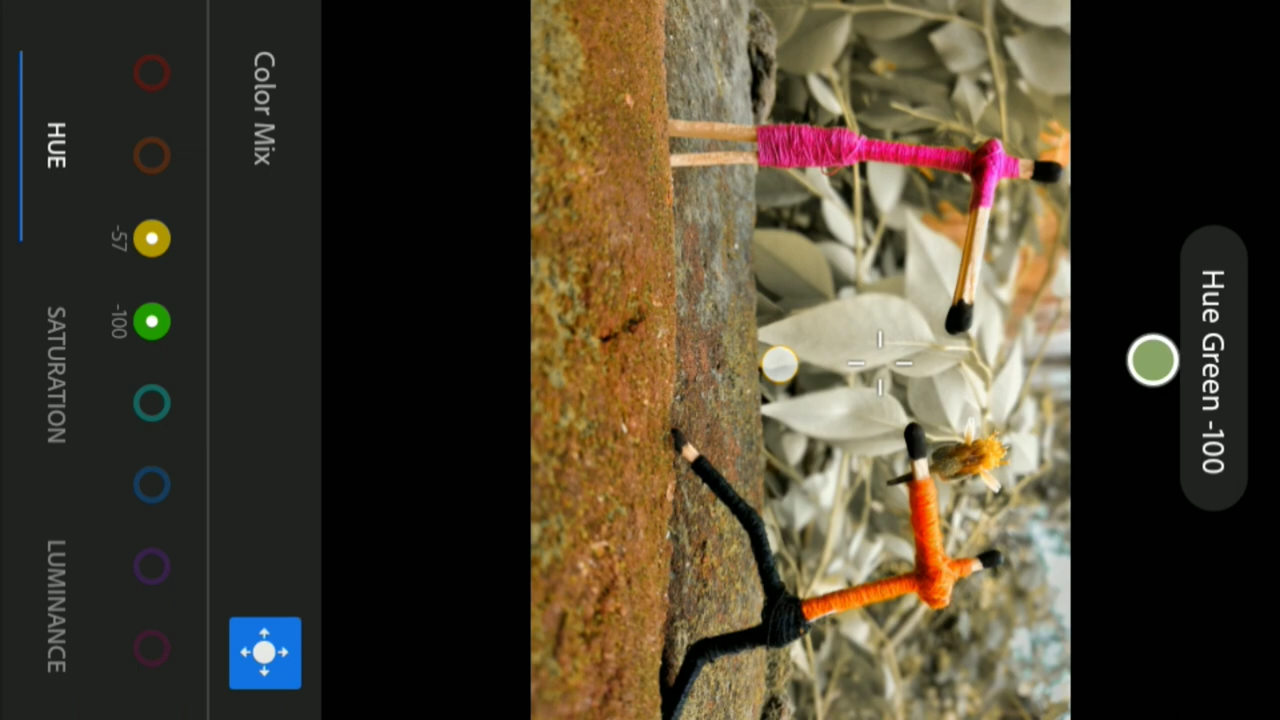 Hue Green -100
Color Mix
-57
-100
HUE
SATURATION
LUMINANCE